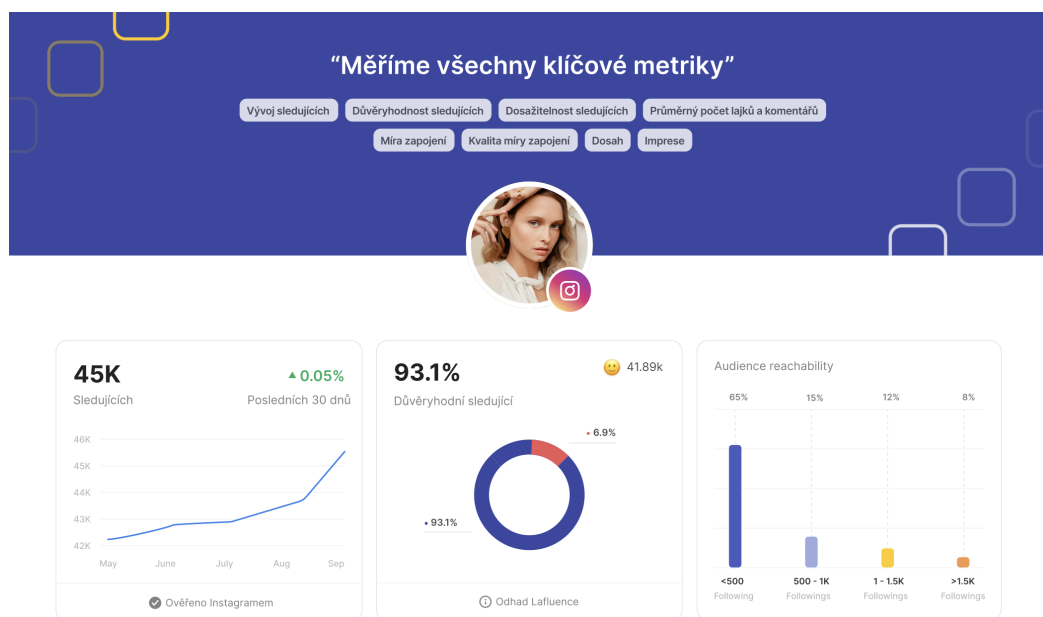 “Měříme všechny klíčové metriky”
Vývoj sledujících Důvěryhodnost sledujících Dosažitelnost sledujících Průměrný počet lajků a komentářů
Míra zapojení Kvalita míry zapojení Dosah Imprese
45K 0.05%
Sledujících Posledních 30 dnů
46K
45K
44K
43K
42K
May June July Aug Sep
Ověřeno Instagramem
93.1% 41.89k
Důvěryhodní sledující
6.9%
93.1%
Odhad Lafluence
Audience reachability
65% 15% 12% 8%
<500 500 - 1K 1 - 1.5K >1.5K
Following Followings Followings Followings